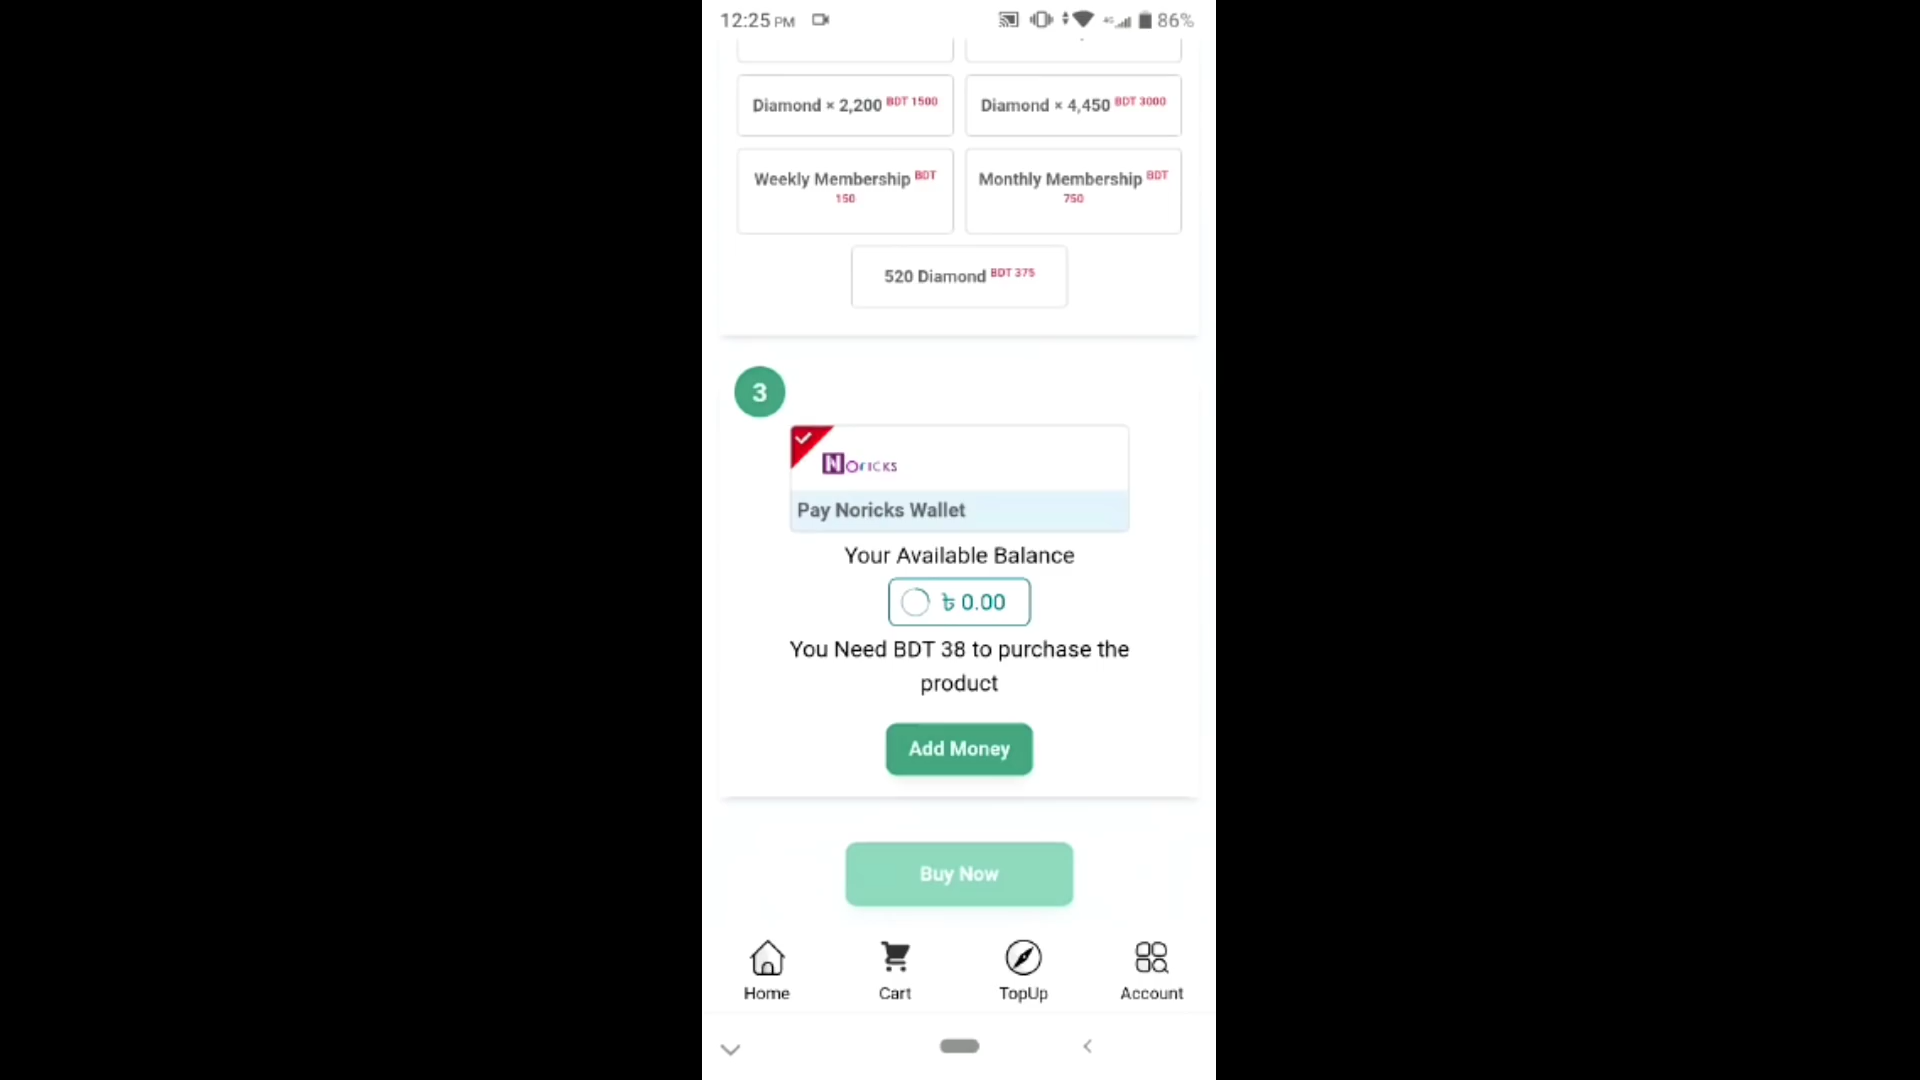 12:25 PM
4G
86%
Diamond × 2,200 BDT 1500
Diamond × 4,450 BDT 3000
Weekly Membership BDT
150
Monthly Membership BDT
750
520 Diamond BDT 375
3
NORICKS
Pay Noricks Wallet
Your Available Balance
৳ 0.00
You Need BDT 38 to purchase the
product
Add Money
Buy Now
Home
Cart
TopUp
Account